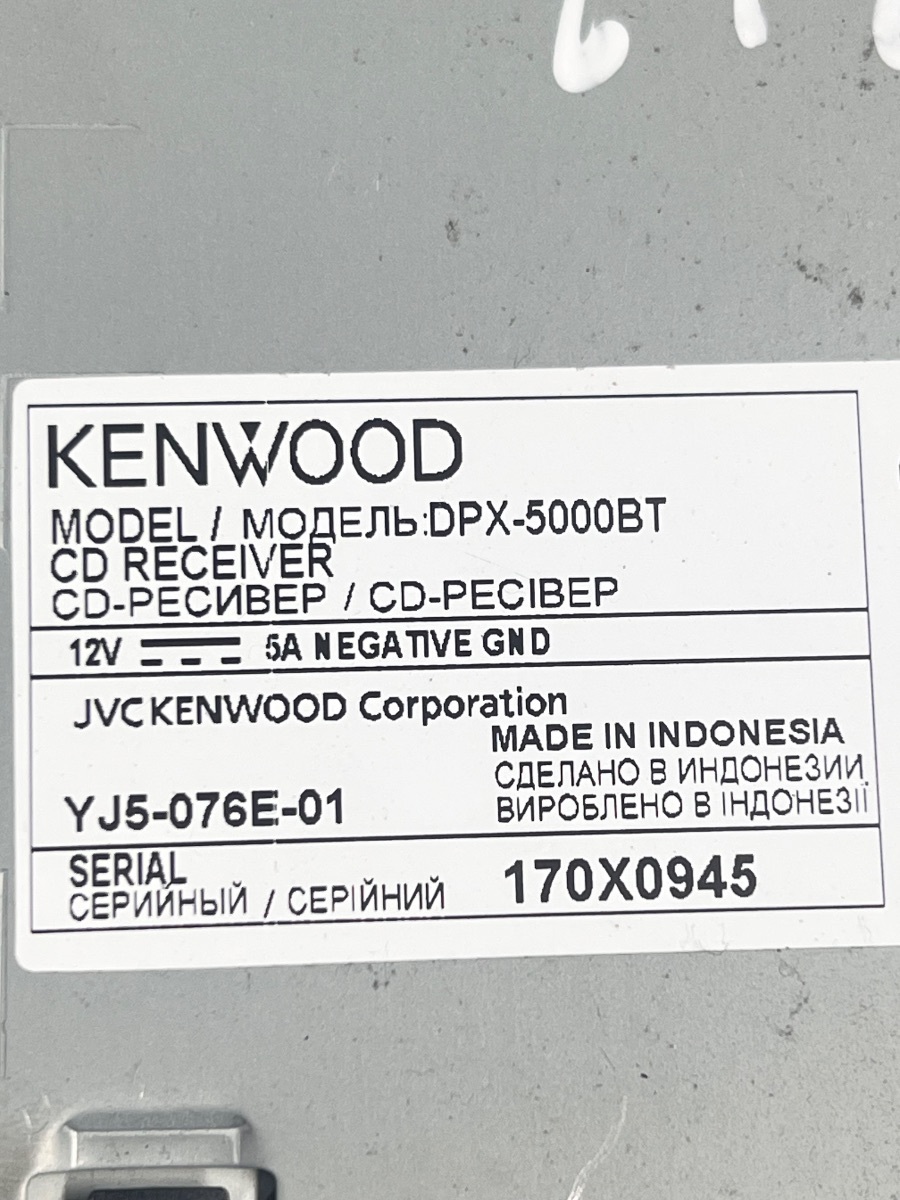 KENWOOD
MODEL / МОДЕЛЬ:DPX-5000BT
CD RECEIVER
CD-РЕСИВЕР / CD-РЕСІВЕР
12V 5A NEGATIVE GND
JVCKENWOOD Corporation
MADE IN INDONESIA
СДЕЛАНО В ИНДОНЕЗИИ
YJ5-076E-01
ВИРОБЛЕНО В ІНДОНЕЗІЇ
SERIAL
СЕРИЙНЫЙ / СЕРІЙНИЙ
170X0945